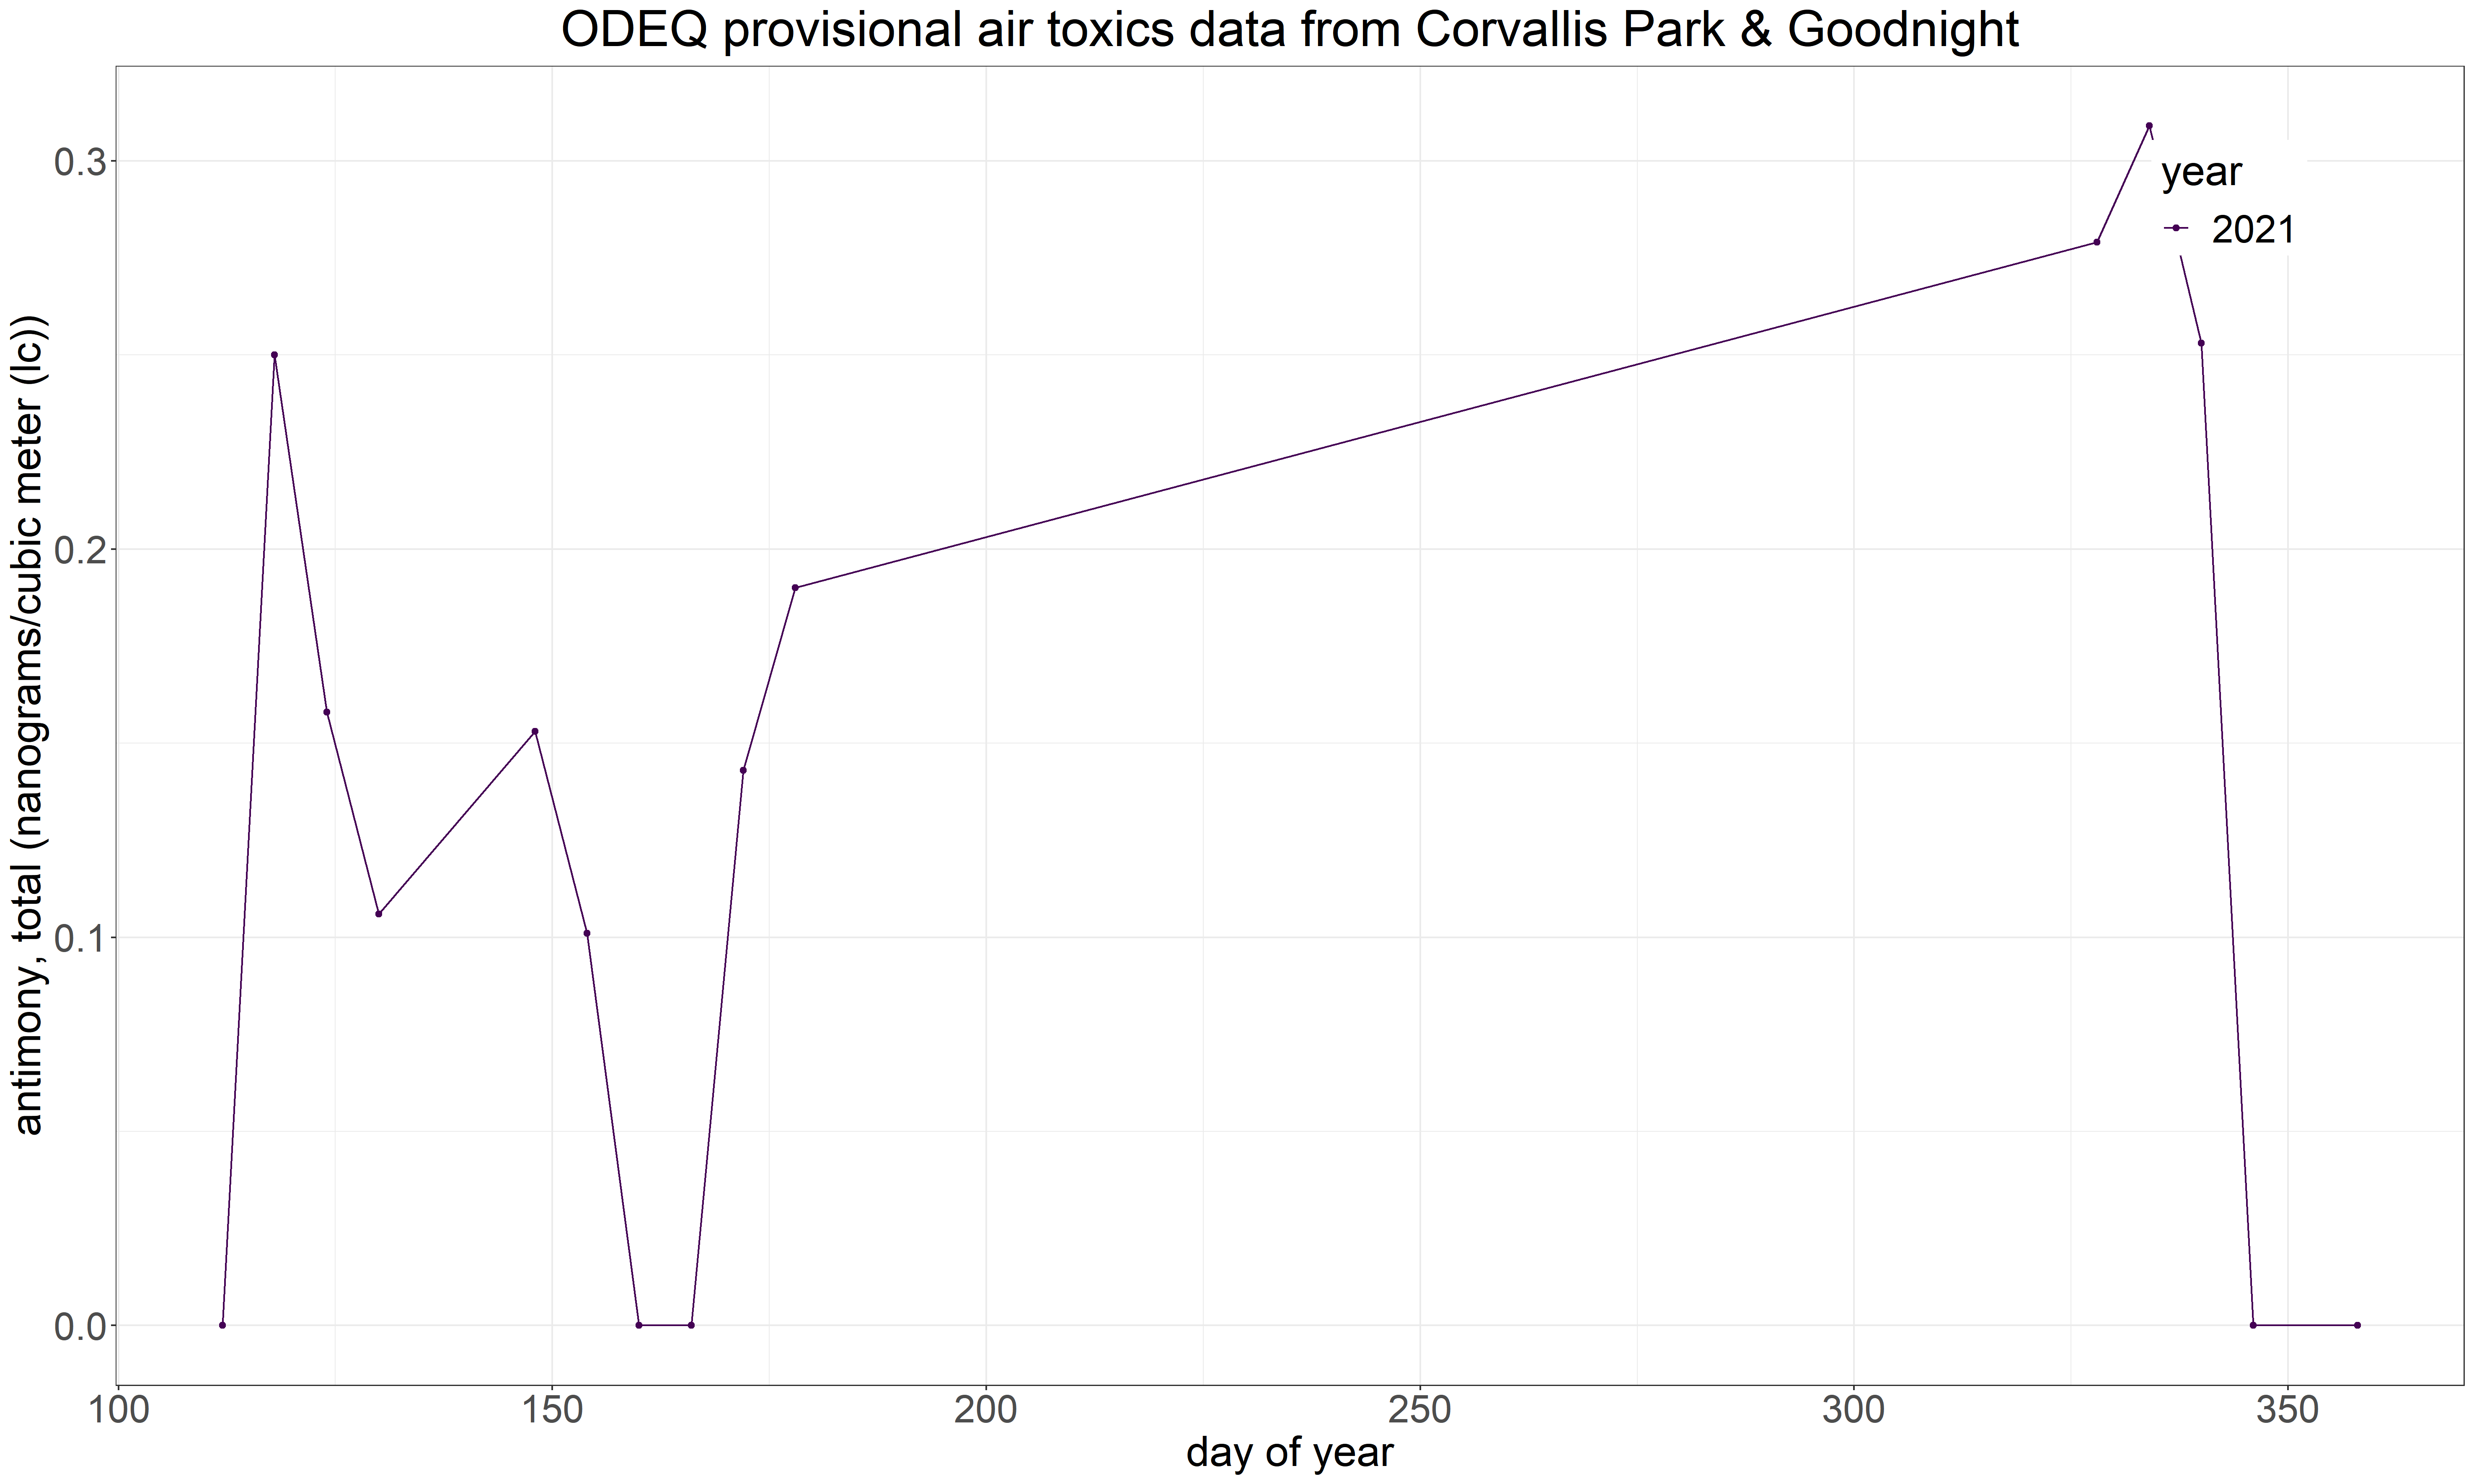 ODEQ provisional air toxics data from Corvallis Park & Goodnight
antimony, total (nanograms/cubic meter (lc))
0.3
0.2
0.1
0.0
year
2021
100 150 200 250 300 350
day of year